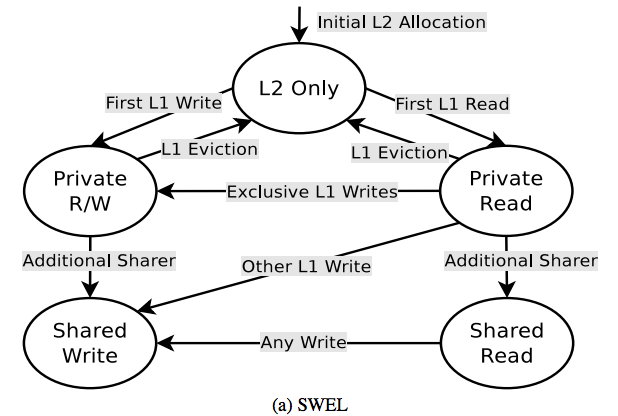 Initial L2 Allocation
L2 Only
First L1 Write
First L1 Read
L1 Eviction
L1 Eviction
Private
R/W
Exclusive L1 Writes
Private
Read
Additional Sharer
Other L1 Write
Additional Sharer
Shared
Write
Any Write
Shared
Read
(a) SWEL